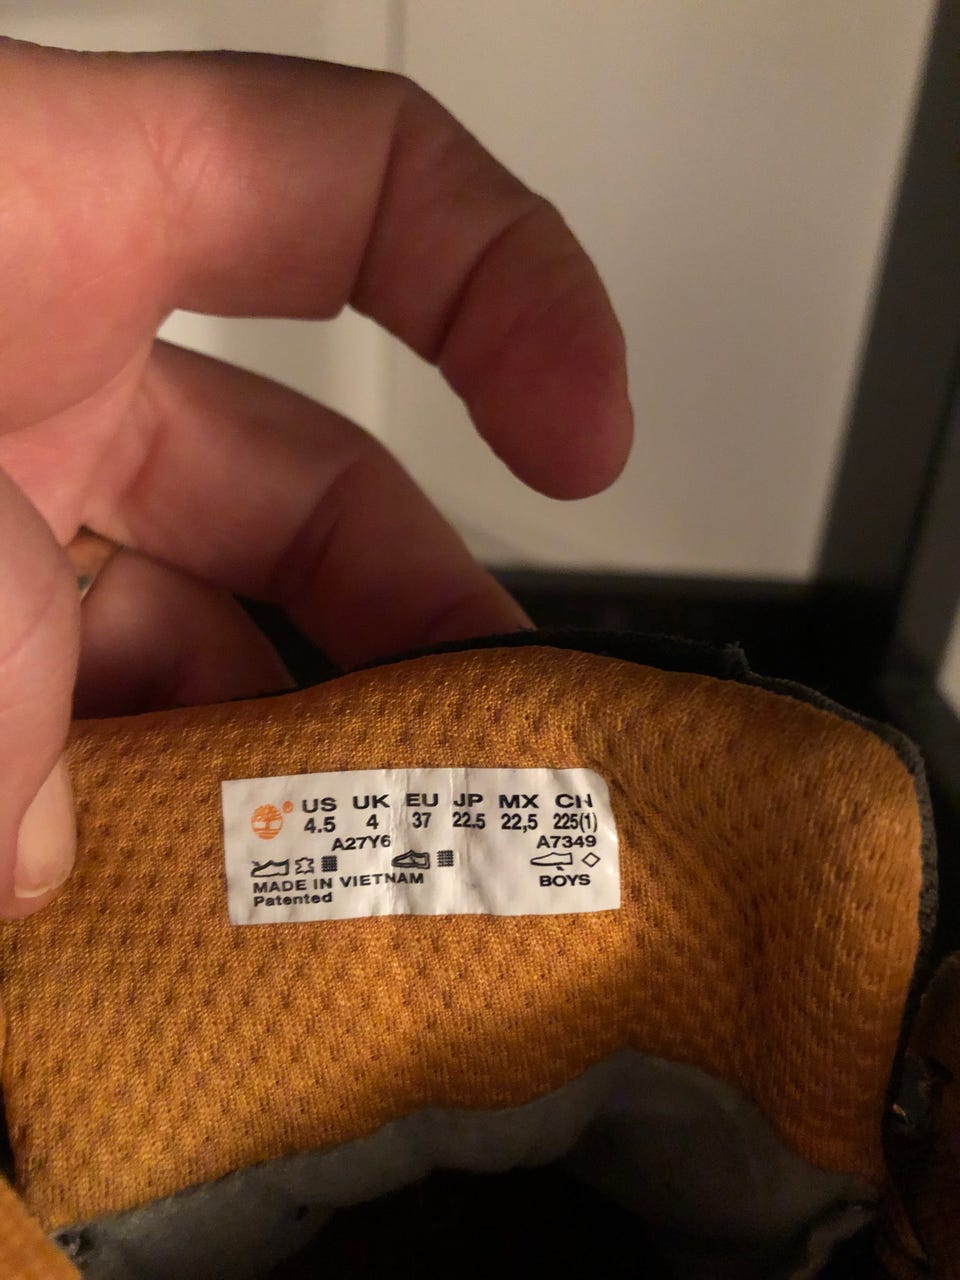 US UK EU JP MX CH
4.5 4 37 22.5 22,5 225(1)
A27Y6 A7349
MADE IN VIETNAM BOYS
Patented